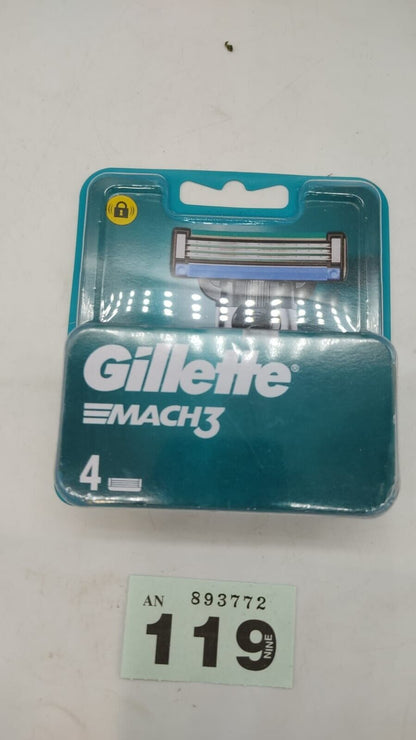 Gillette®
MACH3
4
AN 893772
119 NINE